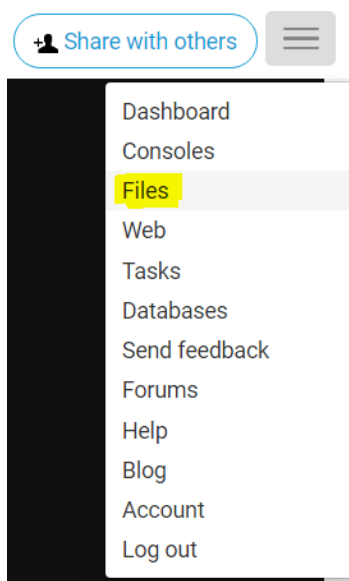 Share with others
Dashboard
Consoles
Files
Web
Tasks
Databases
Send feedback
Forums
Help
Blog
Account
Log out